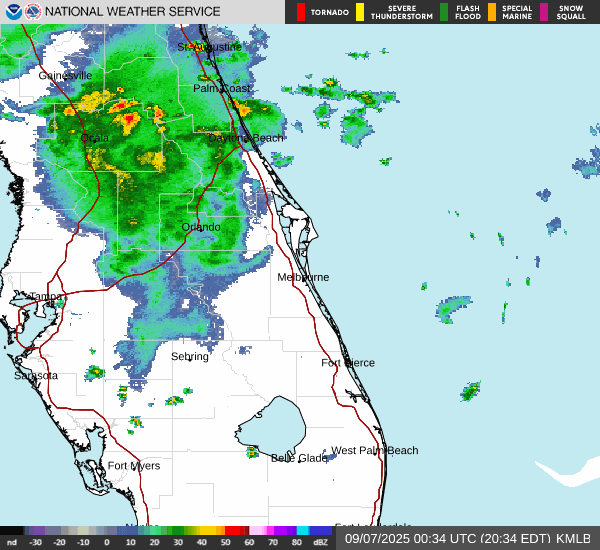 NATIONAL WEATHER SERVICE
TORNADO
SEVERE
THUNDERSTORM
FLASH
FLOOD
SPECIAL
MARINE
SNOW
SQUALL
St. Augustine
Gainesville
Palm Coast
Ocala
Daytona Beach
Orlando
Melbourne
Tampa
Sebring
Fort Pierce
Sarasota
West Palm Beach
Belle Glade
Fort Myers
nd -30 -20 -10 0 10 20 30 40 50 60 70 80 dBZ
09/07/2025 00:34 UTC (20:34 EDT) KMLB